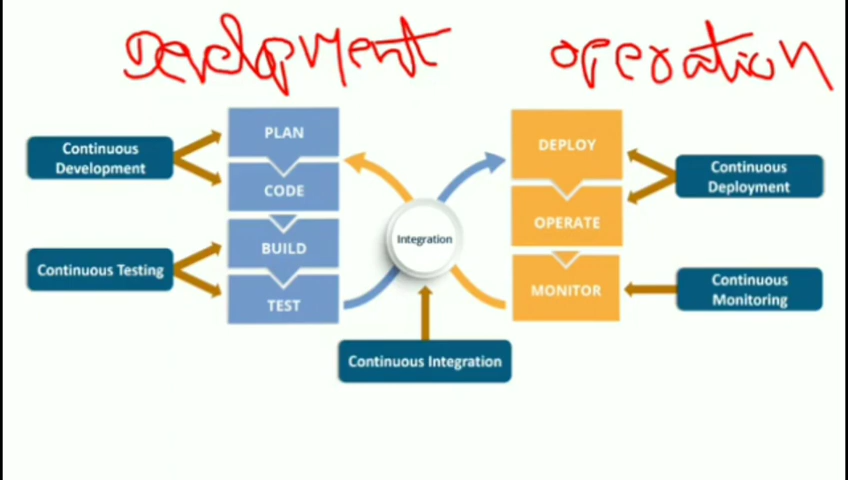 Development
operation
Continuous
Development
PLAN
CODE
Continuous Testing
BUILD
TEST
Integration
Continuous Integration
DEPLOY
OPERATE
MONITOR
Continuous
Deployment
Continuous
Monitoring